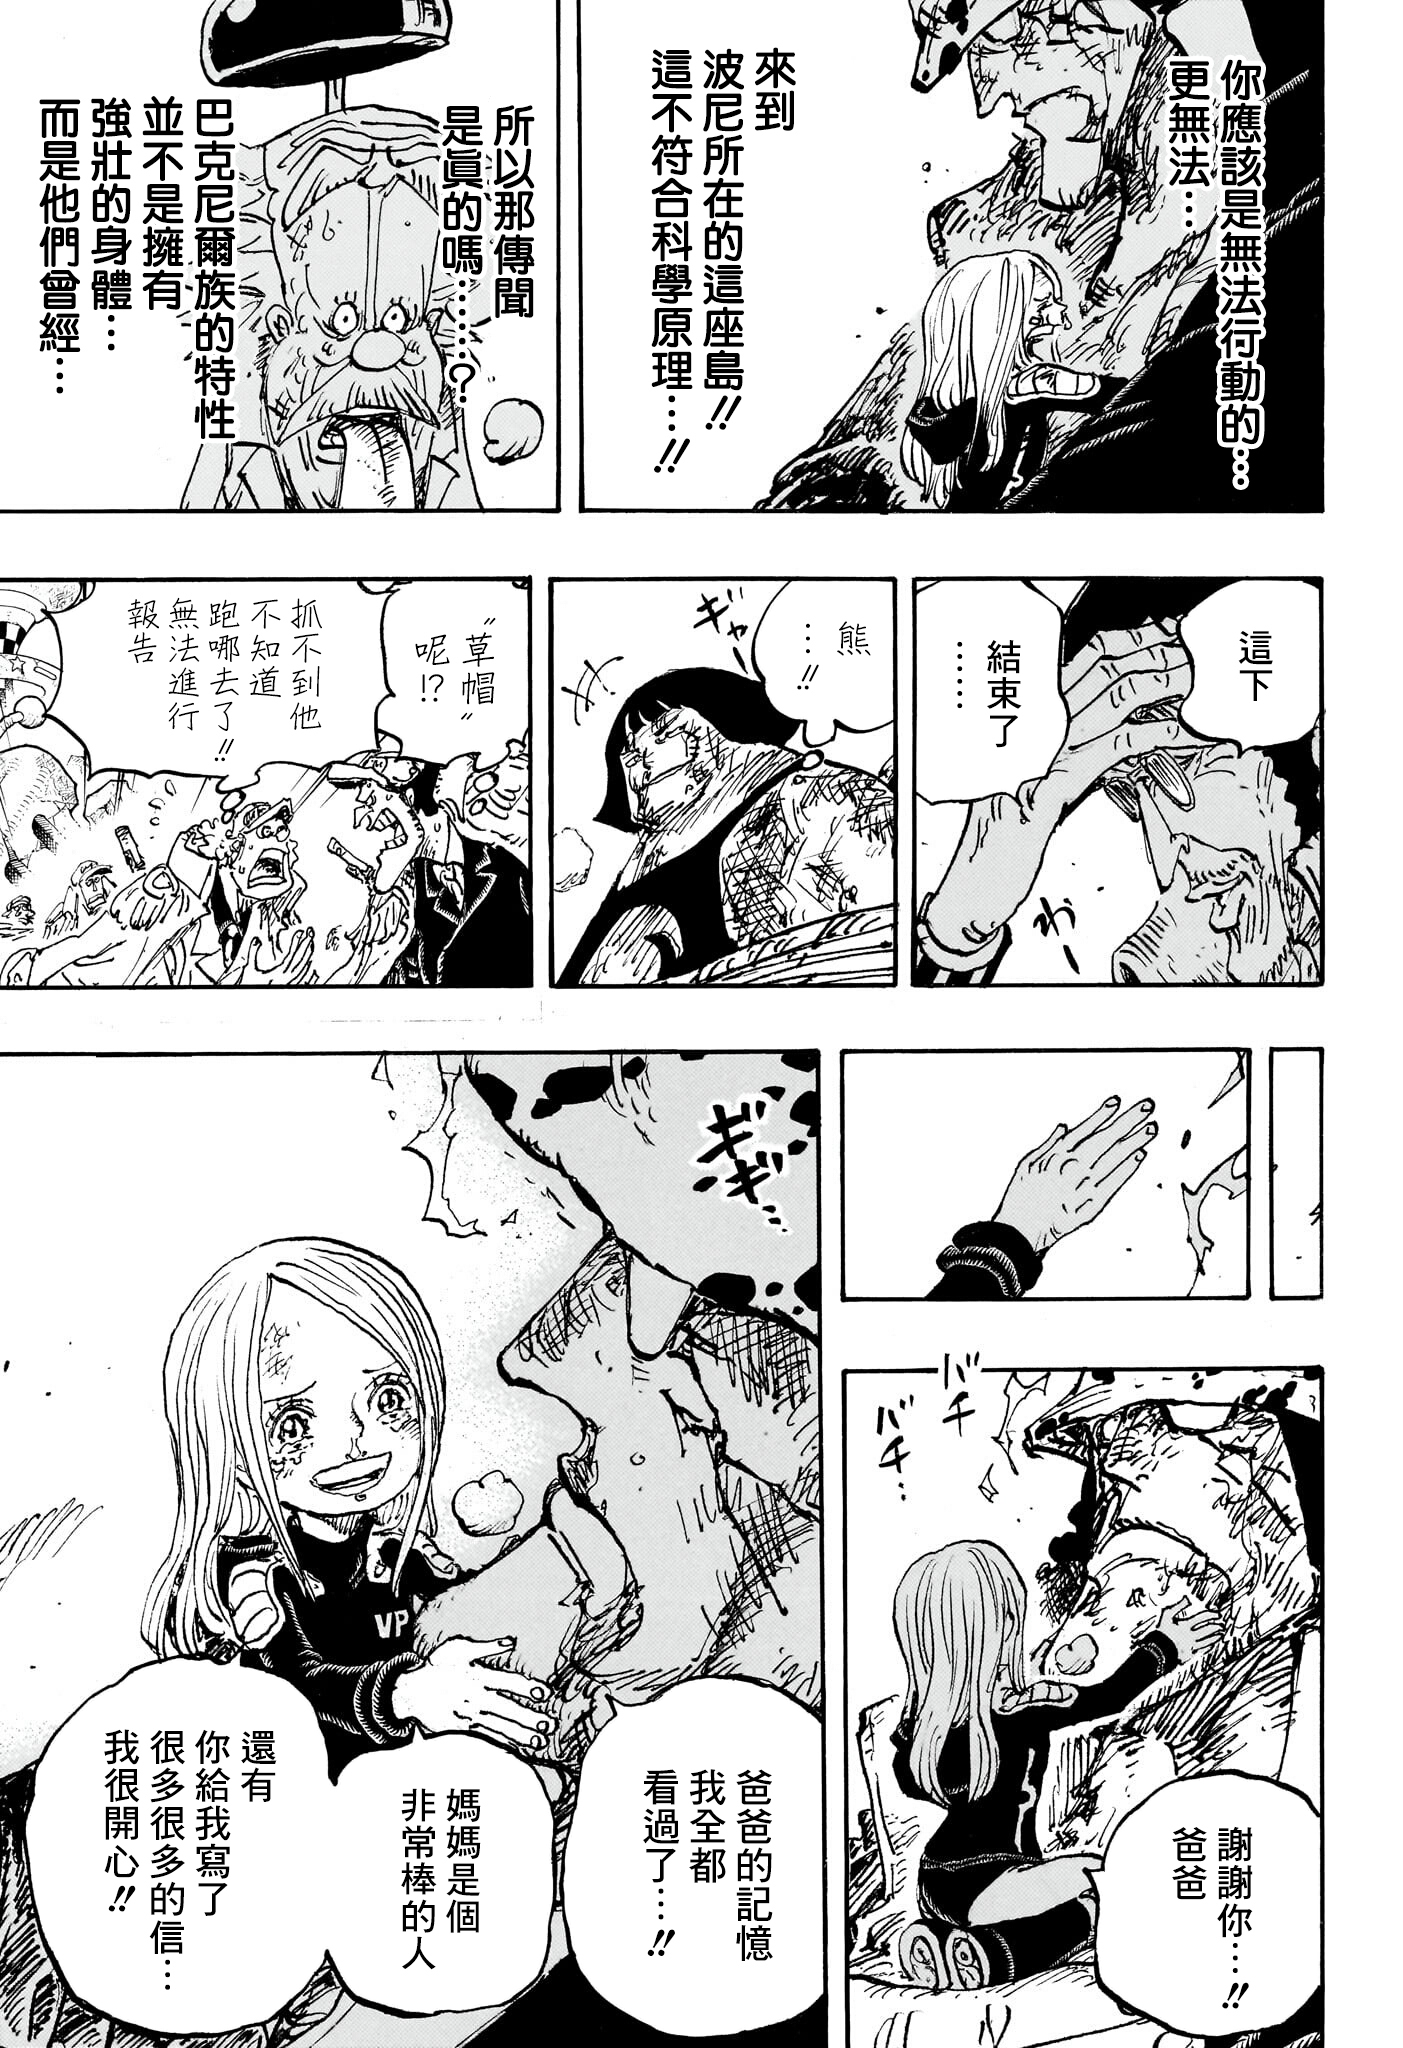 你應該是無法行動的…
更無法…
來到
波尼所在的這座島!!
這不符合科學原理…!!
所以那傳聞
是真的嗎……?
巴克尼爾族的特性
並不是擁有
強壯的身體…
而是他們曾經…
這下
結束了
……
わー
熊
…!!
ギャー
"草帽"
呢!?
抓不到他
不知道
跑哪去了!!
無法進行
報告
バチ
バチ…
謝謝你…!!
爸爸
ギギ…
爸爸的記憶
我全都
看過了…!!
媽媽是個
非常棒的人
還有
你給我寫了
很多很多的信…
我很開心!!
VP